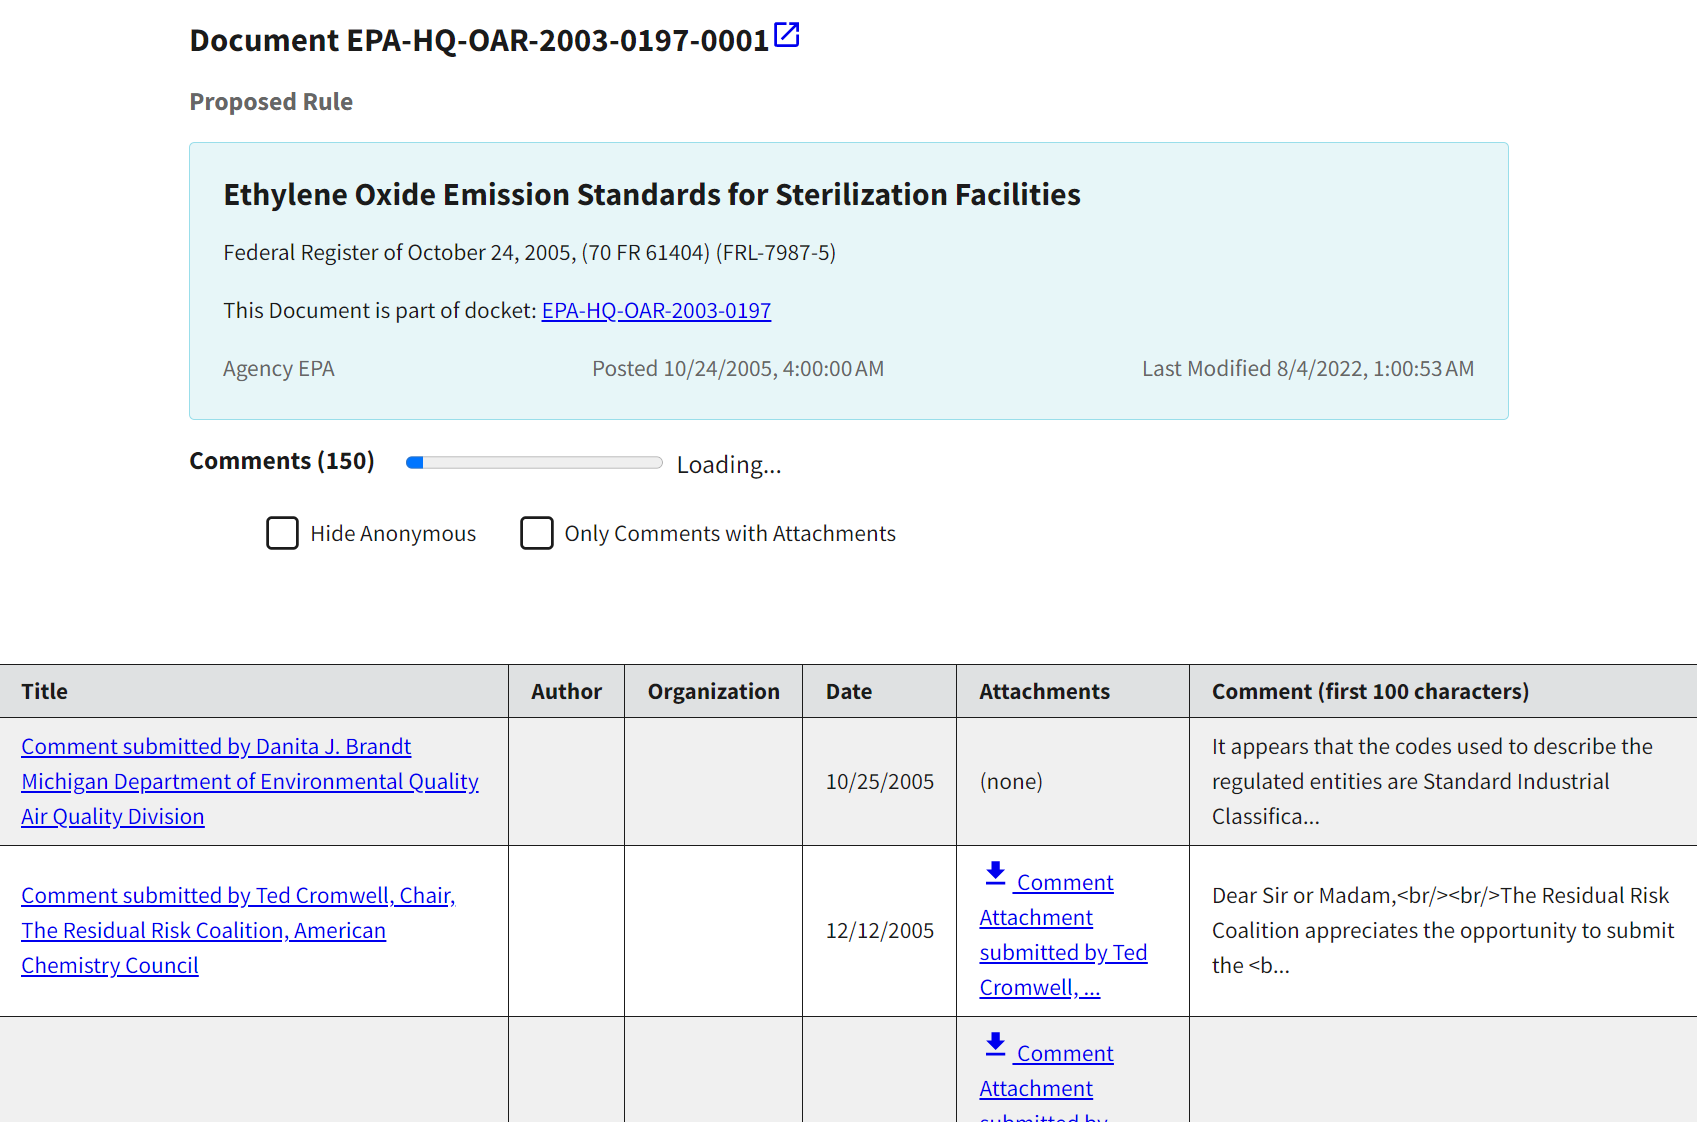 Document EPA-HQ-OAR-2003-0197-0001
Proposed Rule
Ethylene Oxide Emission Standards for Sterilization Facilities
Federal Register of October 24, 2005, (70 FR 61404) (FRL-7987-5)
This Document is part of docket: EPA-HQ-OAR-2003-0197
Agency EPA Posted 10/24/2005, 4:00:00 AM Last Modified 8/4/2022, 1:00:53 AM
Comments (150) Loading...
Hide Anonymous Only Comments with Attachments
Title Author Organization Date Attachments Comment (first 100 characters)
Comment submitted by Danita J. Brandt
Michigan Department of Environmental Quality
Air Quality Division
10/25/2005
(none)
It appears that the codes used to describe the
regulated entities are Standard Industrial
Classifica...
Comment submitted by Ted Cromwell, Chair,
The Residual Risk Coalition, American
Chemistry Council
12/12/2005
Comment
Attachment
submitted by Ted
Cromwell, ...
Dear Sir or Madam,<br/><br/>The Residual Risk
Coalition appreciates the opportunity to submit
the <b...
Comment
Attachment
submitted by